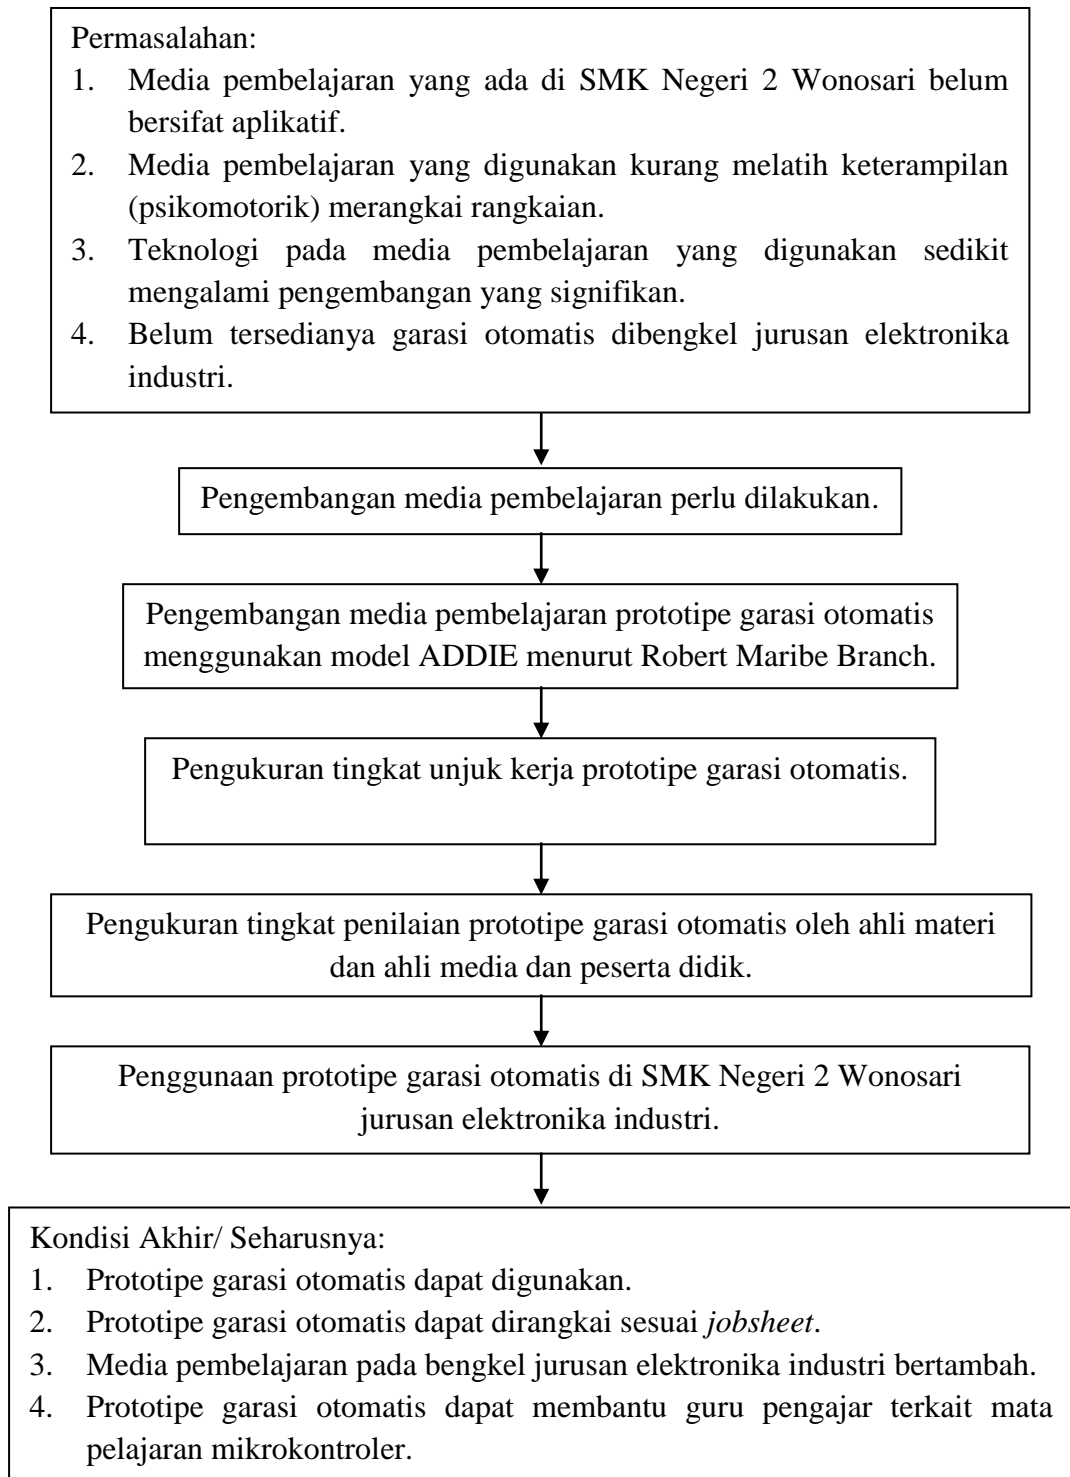 Permasalahan:
1. Media pembelajaran yang ada di SMK Negeri 2 Wonosari belum
bersifat aplikatif.
2. Media pembelajaran yang digunakan kurang melatih keterampilan
(psikomotorik) merangkai rangkaian.
3. Teknologi pada media pembelajaran yang digunakan sedikit
mengalami pengembangan yang signifikan.
4. Belum tersedianya garasi otomatis dibengkel jurusan elektronika
industri.
Pengembangan media pembelajaran perlu dilakukan.
Pengembangan media pembelajaran prototipe garasi otomatis
menggunakan model ADDIE menurut Robert Maribe Branch.
Pengukuran tingkat unjuk kerja prototipe garasi otomatis.
Pengukuran tingkat penilaian prototipe garasi otomatis oleh ahli materi
dan ahli media dan peserta didik.
Penggunaan prototipe garasi otomatis di SMK Negeri 2 Wonosari
jurusan elektronika industri.
Kondisi Akhir/ Seharusnya:
1. Prototipe garasi otomatis dapat digunakan.
2. Prototipe garasi otomatis dapat dirangkai sesuai jobsheet.
3. Media pembelajaran pada bengkel jurusan elektronika industri bertambah.
4. Prototipe garasi otomatis dapat membantu guru pengajar terkait mata
pelajaran mikrokontroler.